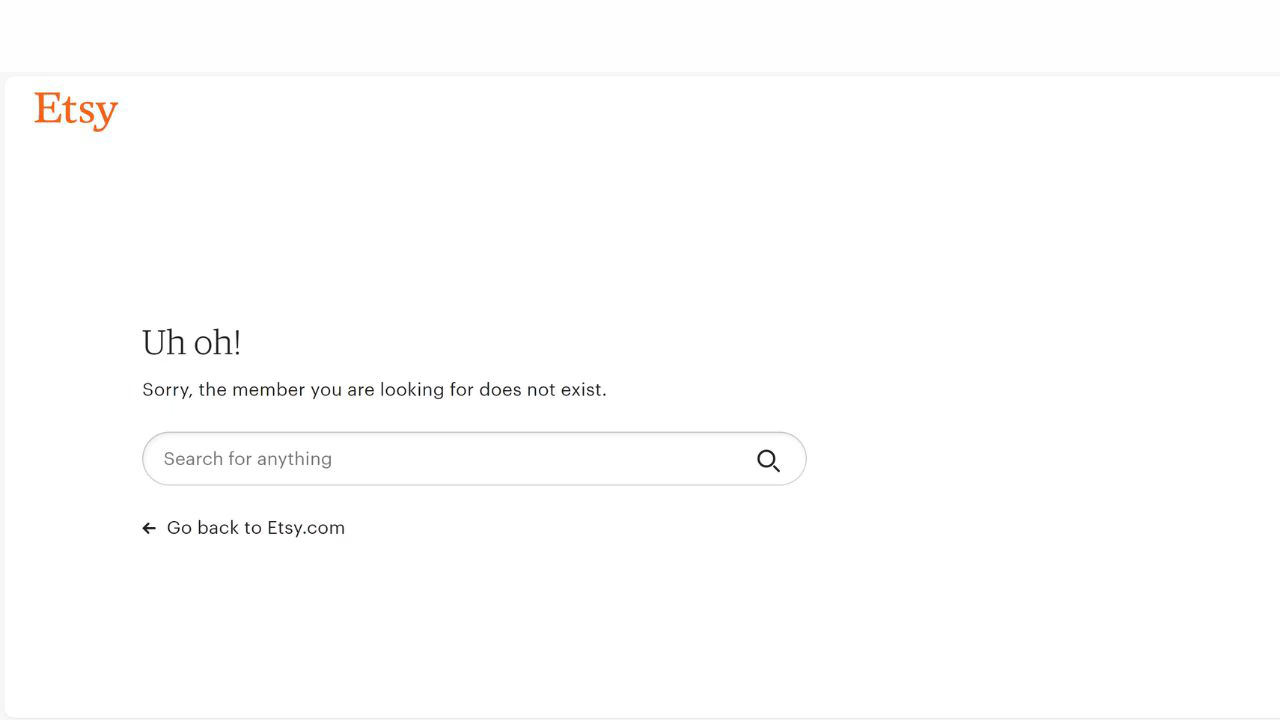 Etsy
Uh oh!
Sorry, the member you are looking for does not exist.
Search for anything
Go back to Etsy.com